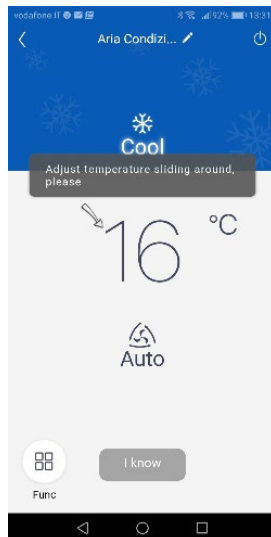 vodafone IT 92% 13:31
Aria Condizi...
Cool
Adjust temperature sliding around,
please
16 °C
Auto
I know
Func